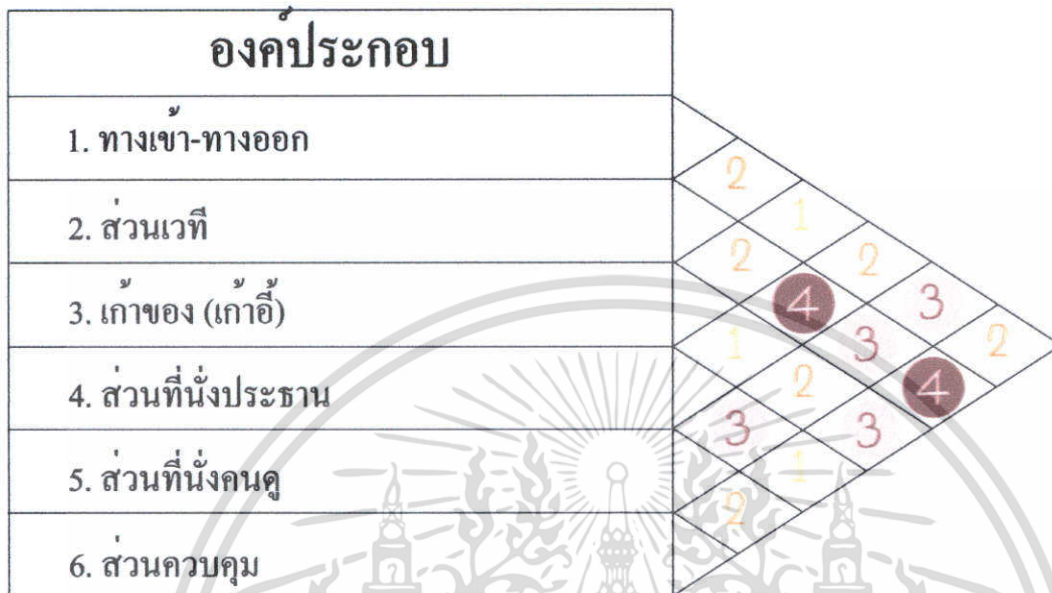 องค์ประกอบ
1. ทางเข้า-ทางออก
2. ส่วนเวที
3. เก้าของ (เก้าอี้)
4. ส่วนที่นั่งประธาน
5. ส่วนที่นั่งคนดู
6. ส่วนควบคุม
2
1
2 2
4 3
1 3 2
2 4
3 3
1
2